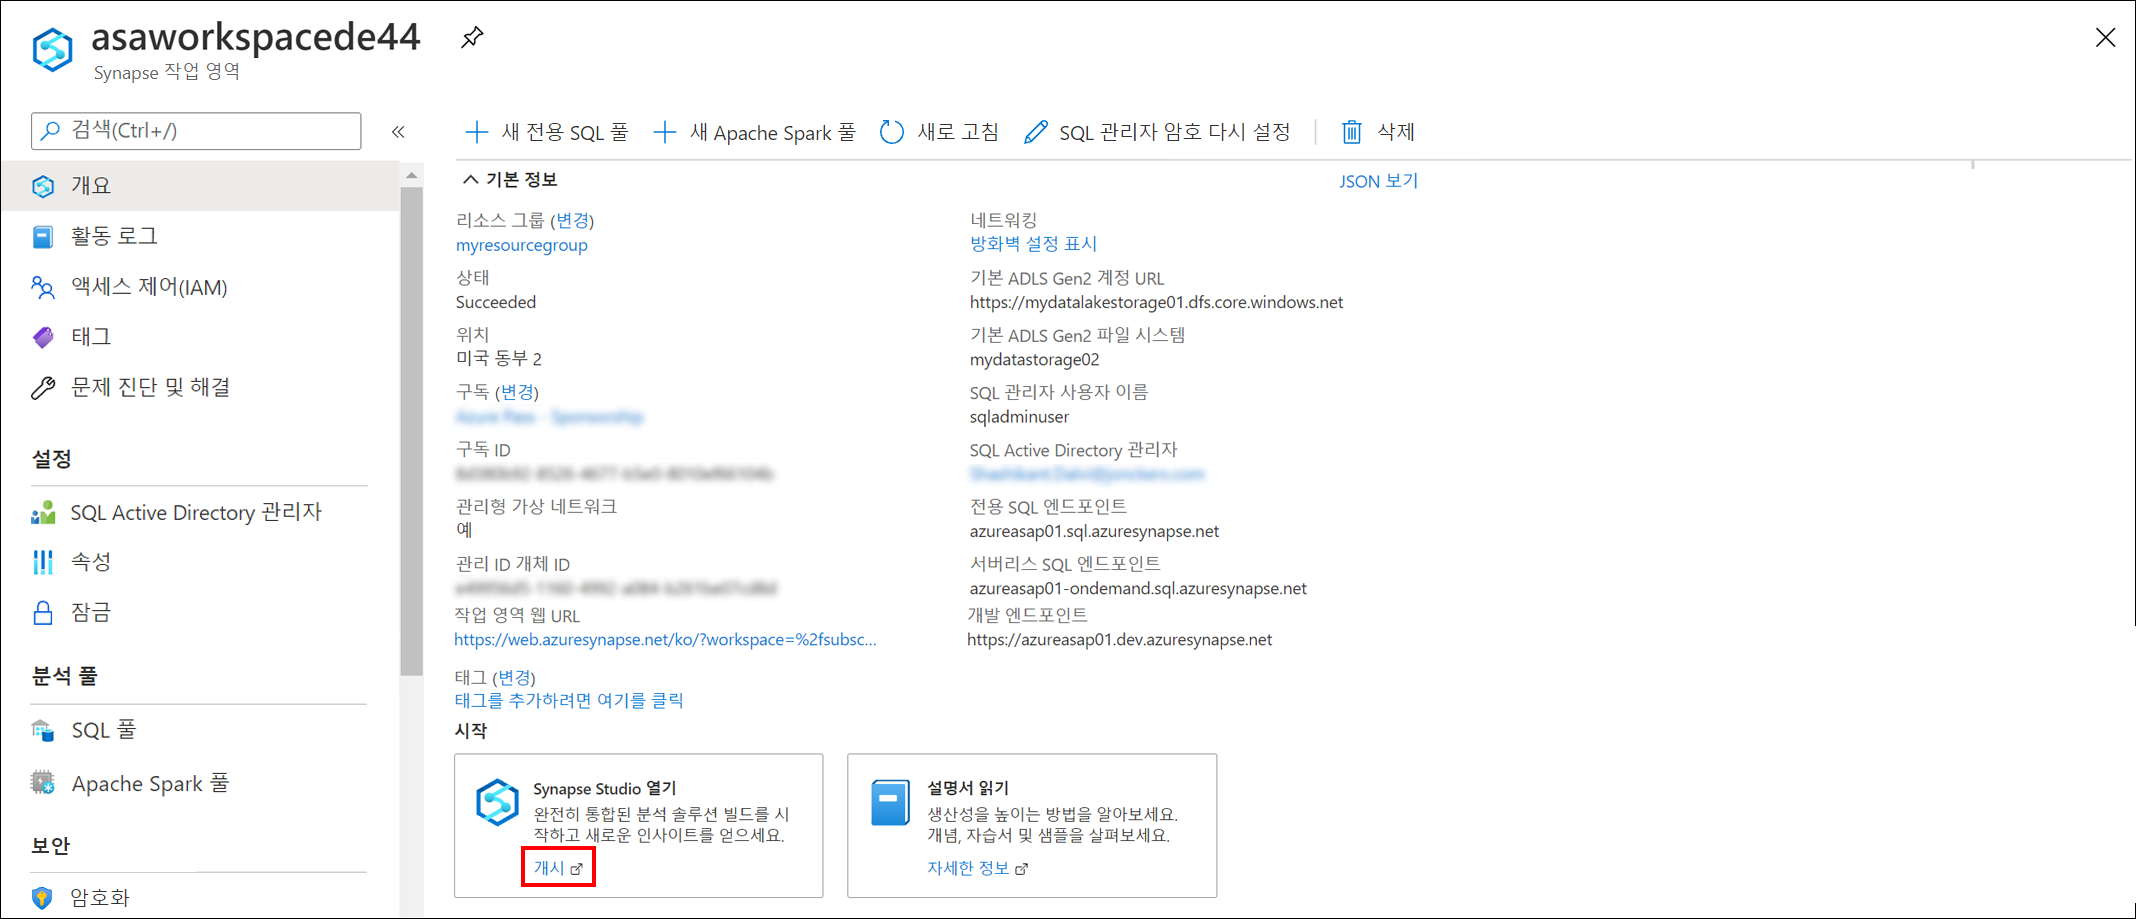 asaworkspacede44
Synapse 작업 영역
검색(Ctrl+/)
개요
활동 로그
액세스 제어(IAM)
태그
문제 진단 및 해결
설정
SQL Active Directory 관리자
속성
잠금
분석 풀
SQL 풀
Apache Spark 풀
보안
암호화
새 전용 SQL 풀 새 Apache Spark 풀 새로 고침 SQL 관리자 암호 다시 설정 삭제
기본 정보
JSON 보기
리소스 그룹 (변경)
myresourcegroup
상태
Succeeded
위치
미국 동부 2
구독 (변경)
구독 ID
관리형 가상 네트워크
예
관리 ID 개체 ID
작업 영역 웹 URL
https://web.azuresynapse.net/ko/?workspace=%2fsubsc...
태그 (변경)
태그를 추가하려면 여기를 클릭
네트워킹
방화벽 설정 표시
기본 ADLS Gen2 계정 URL
https://mydatalakestorage01.dfs.core.windows.net
기본 ADLS Gen2 파일 시스템
mydatastorage02
SQL 관리자 사용자 이름
sqladminuser
SQL Active Directory 관리자
전용 SQL 엔드포인트
azureasap01.sql.azuresynapse.net
서버리스 SQL 엔드포인트
azureasap01-ondemand.sql.azuresynapse.net
개발 엔드포인트
https://azureasap01.dev.azuresynapse.net
시작
Synapse Studio 열기
완전히 통합된 분석 솔루션 빌드를 시
작하고 새로운 인사이트를 얻으세요.
개시
설명서 읽기
생산성을 높이는 방법을 알아보세요.
개념, 자습서 및 샘플을 살펴보세요.
자세한 정보